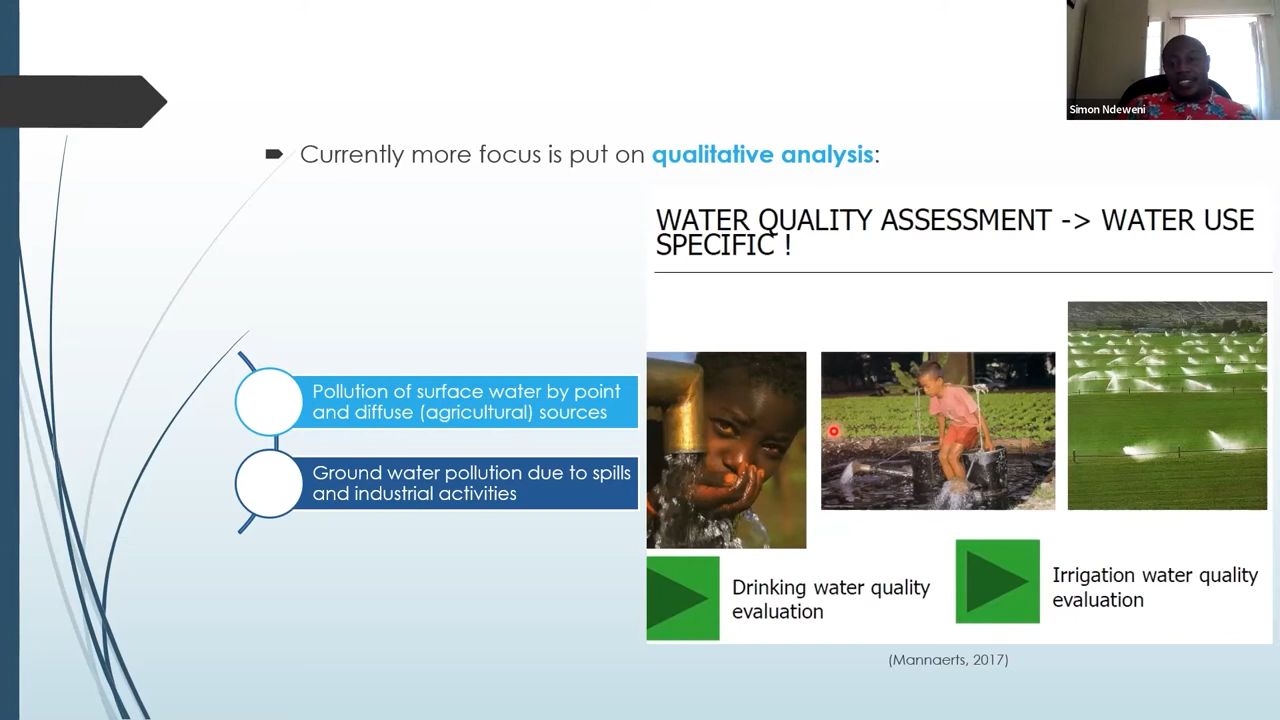 Simon Ndeweni
Currently more focus is put on qualitative analysis:
WATER QUALITY ASSESSMENT -> WATER USE
SPECIFIC !
Pollution of surface water by point
and diffuse (agricultural) sources
Ground water pollution due to spills
and industrial activities
Drinking water quality
evaluation
Irrigation water quality
evaluation
(Mannaerts, 2017)